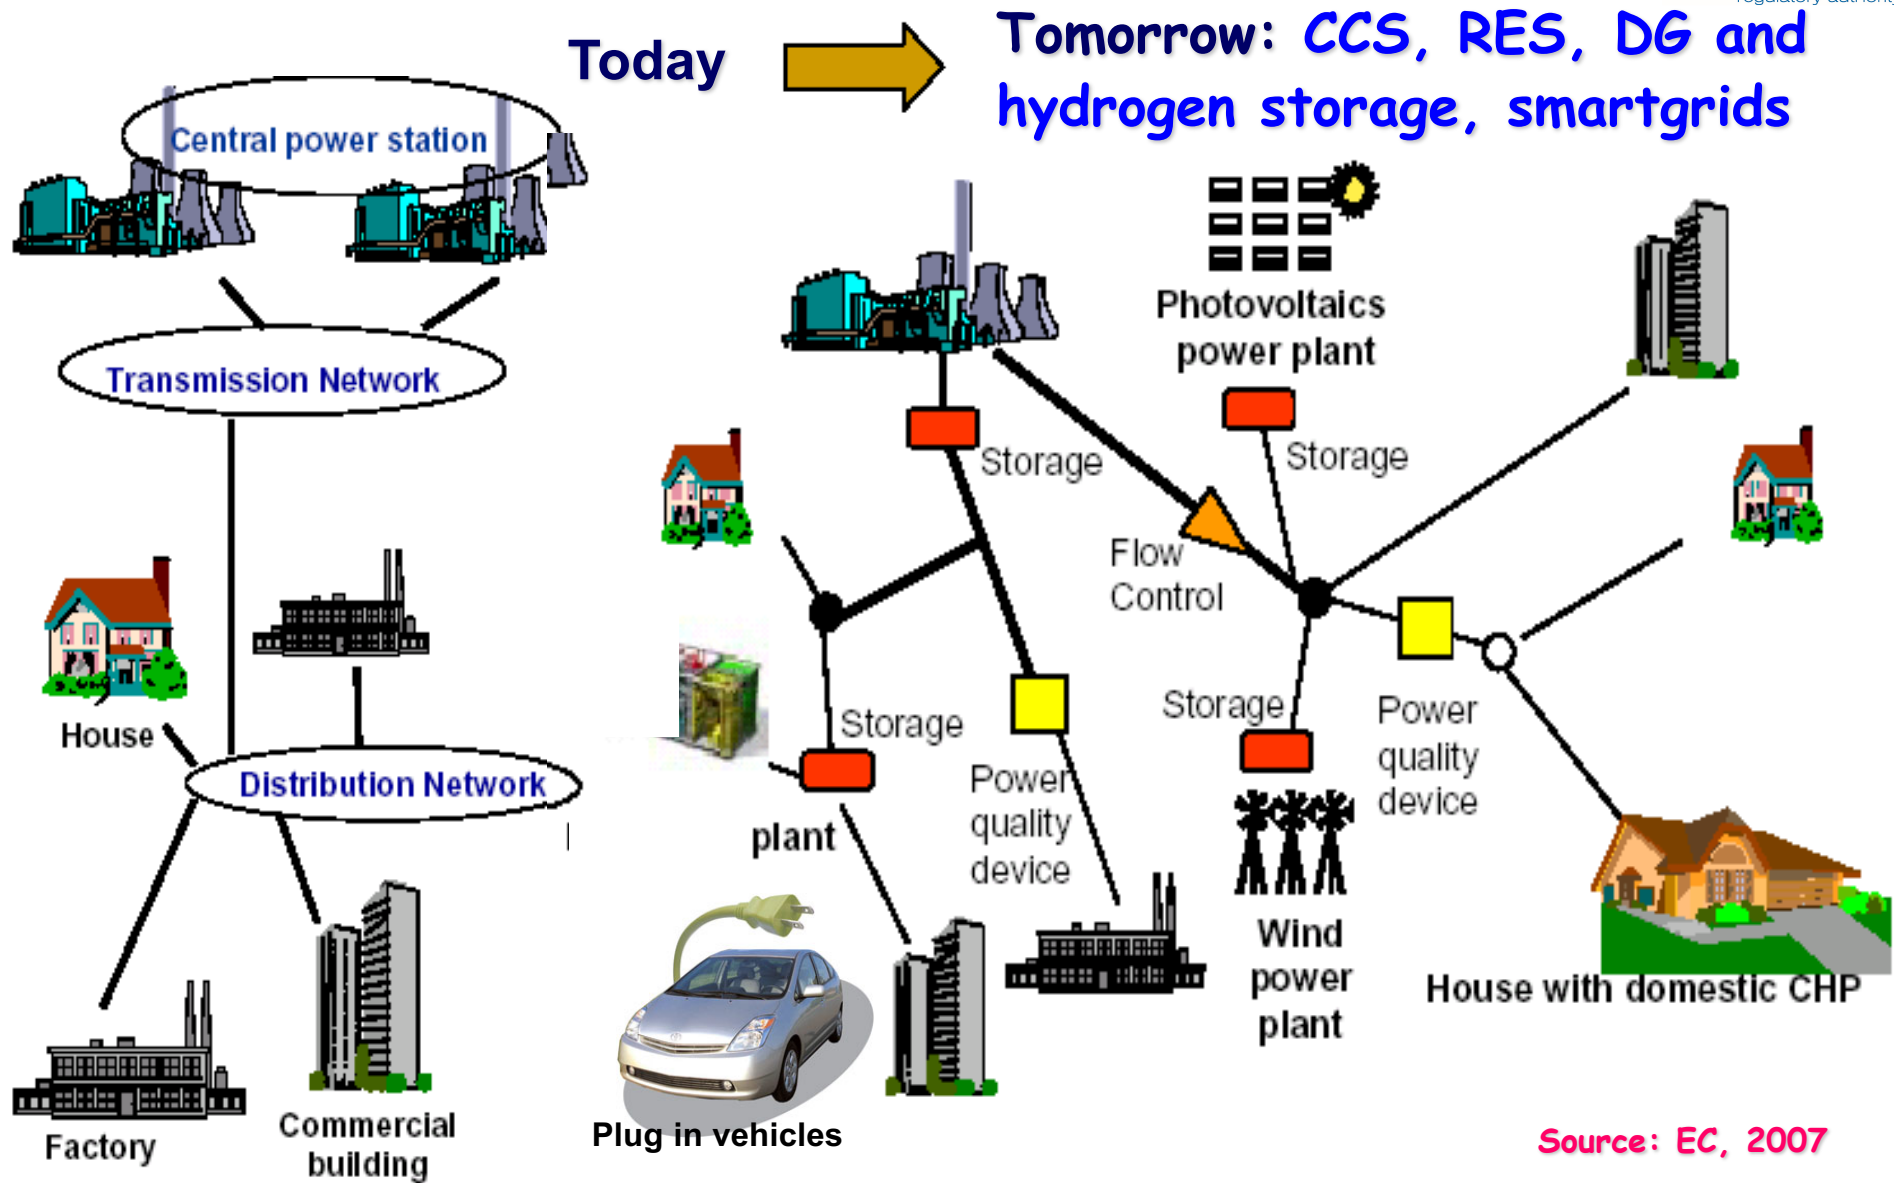 regulatory authority
Today
Tomorrow: CCS, RES, DG and
hydrogen storage, smartgrids
Central power station
Transmission Network
House
Distribution Network
Factory
Commercial
building
Photovoltaics
power plant
Storage
Storage
Flow
Control
Storage
Storage
Power
quality
device
Power
quality
device
plant
Wind
power
plant
House with domestic CHP
Plug in vehicles
Source: EC, 2007